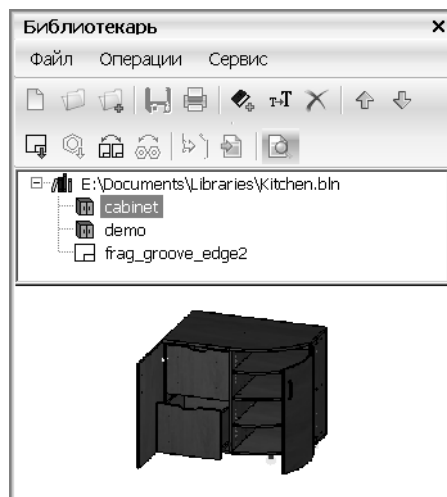 Библиотекарь
Файл Операции Сервис
T→T
E:\Documents\Libraries\Kitchen.bln
cabinet
demo
frag_groove_edge2